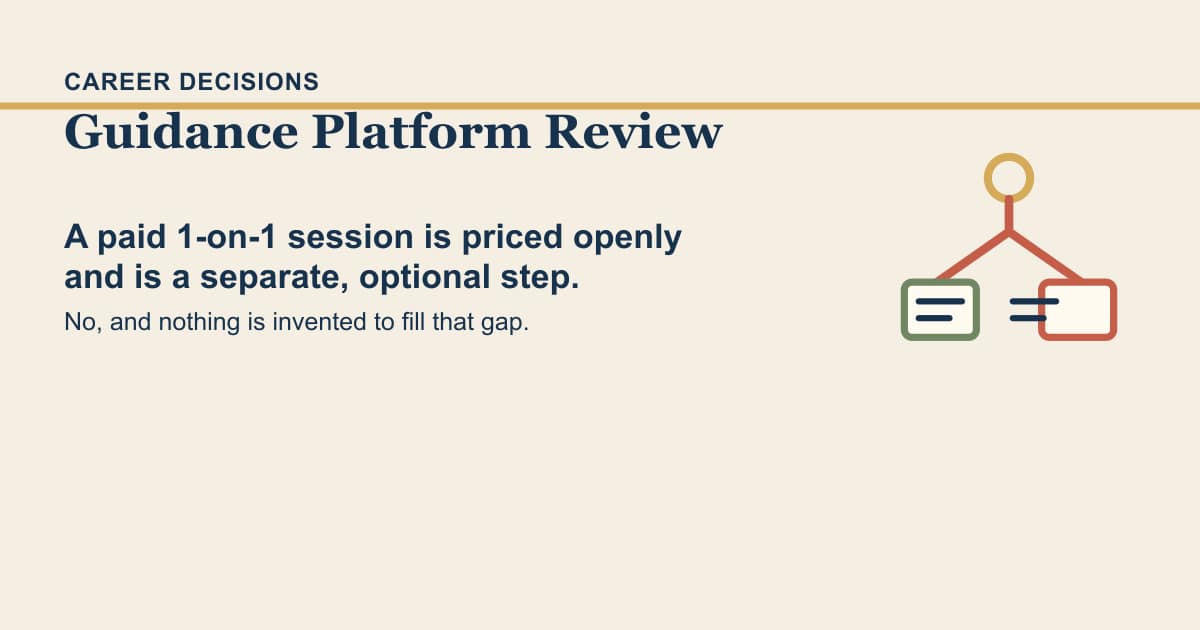 CAREER DECISIONS
Guidance Platform Review
A paid 1-on-1 session is priced openly
and is a separate, optional step.
No, and nothing is invented to fill that gap.